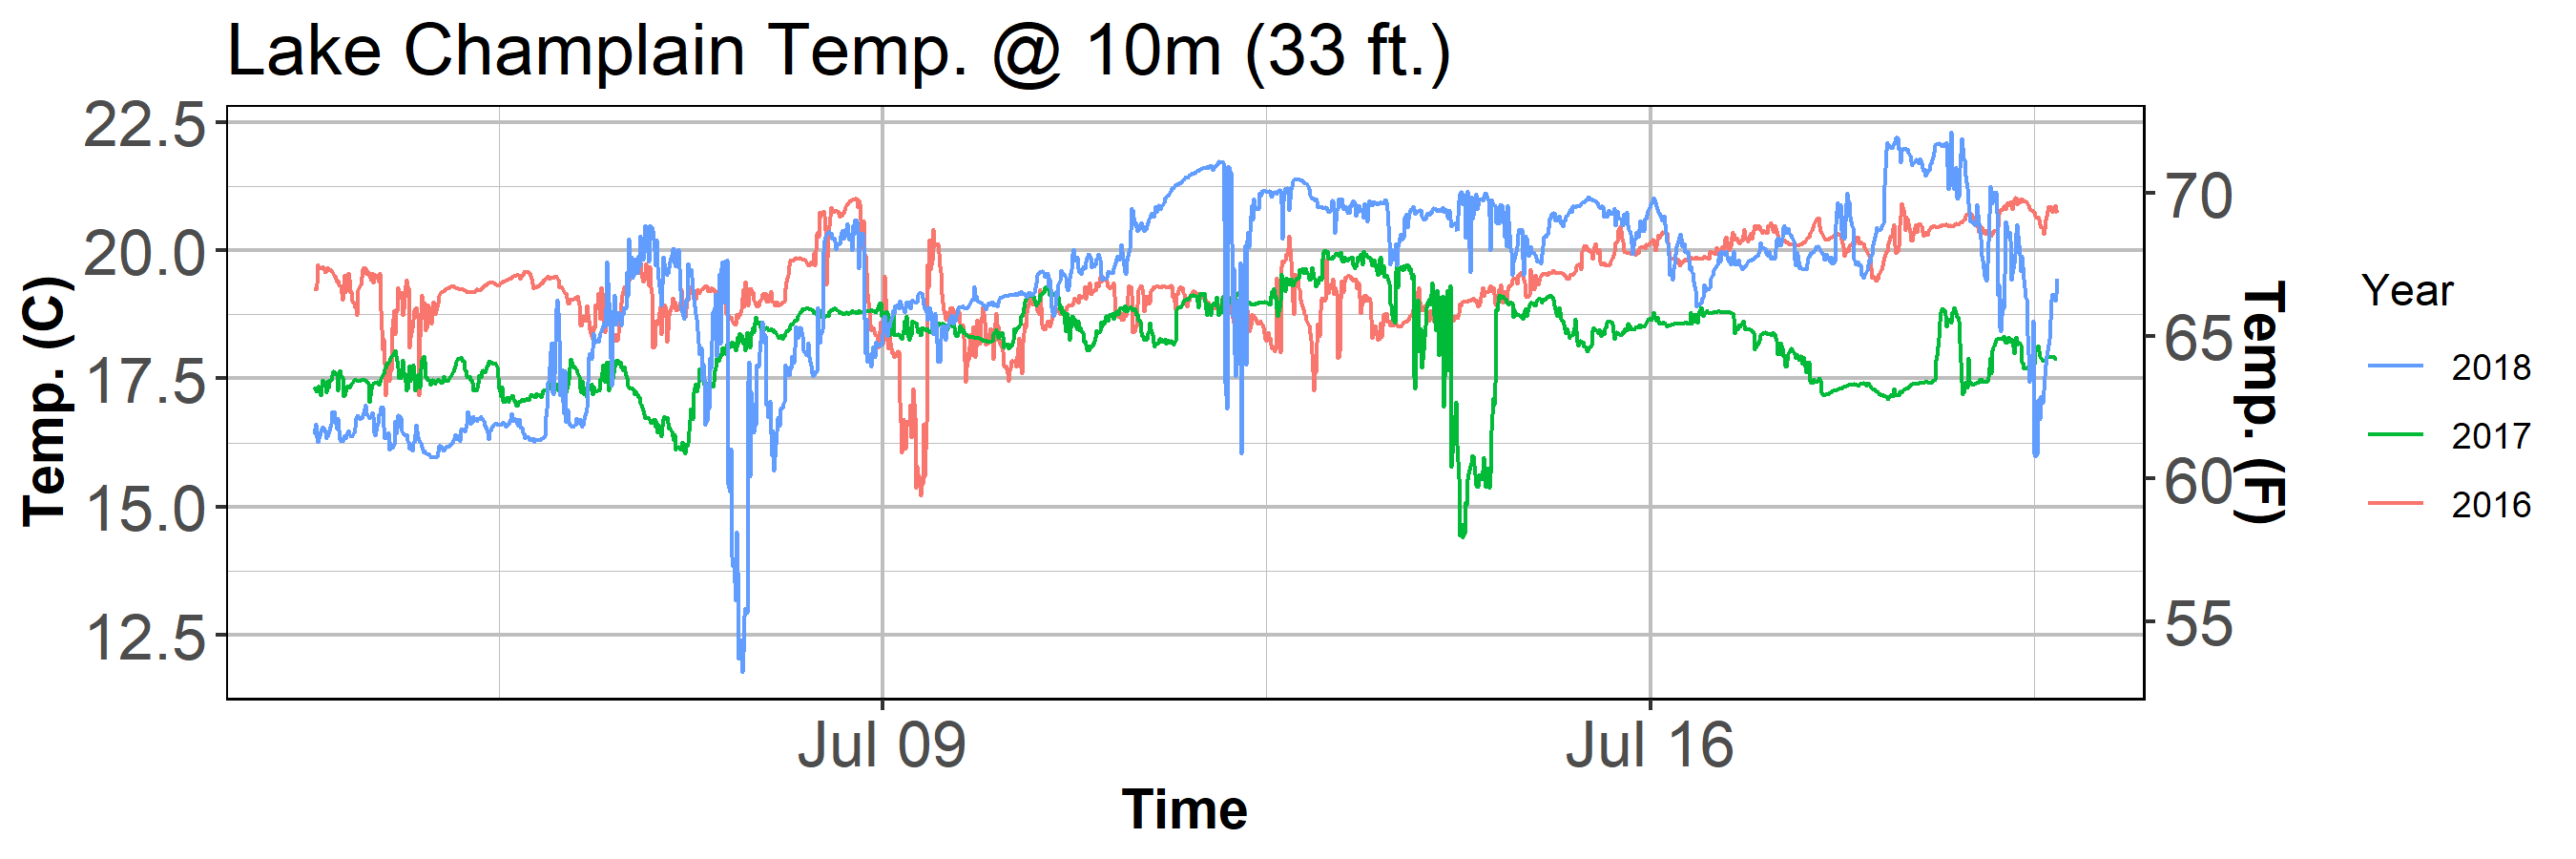 Lake Champlain Temp. @ 10m (33 ft.)
22.5
20.0
17.5
15.0
12.5
Temp. (C)
70
65
60
55
Temp. (F)
Jul 09
Jul 16
Time
Year
2018
2017
2016